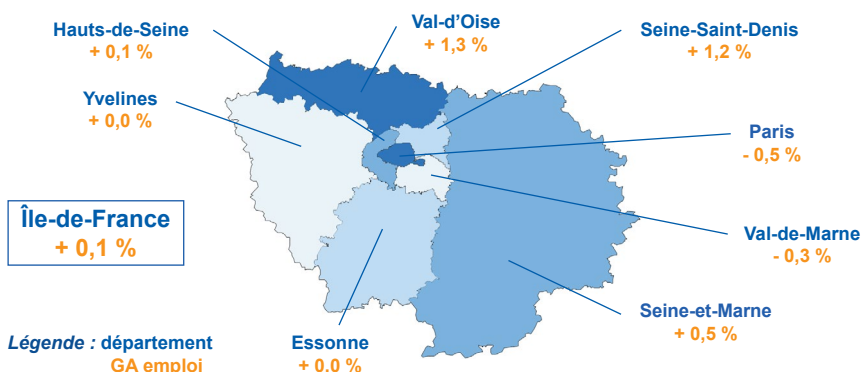 Hauts-de-Seine
+ 0,1 %
Val-d’Oise
+ 1,3 %
Seine-Saint-Denis
+ 1,2 %
Yvelines
+ 0,0 %
Paris
- 0,5 %
Île-de-France
+ 0,1 %
Val-de-Marne
- 0,3 %
Seine-et-Marne
+ 0,5 %
Essonne
+ 0,0 %
Légende : département
GA emploi